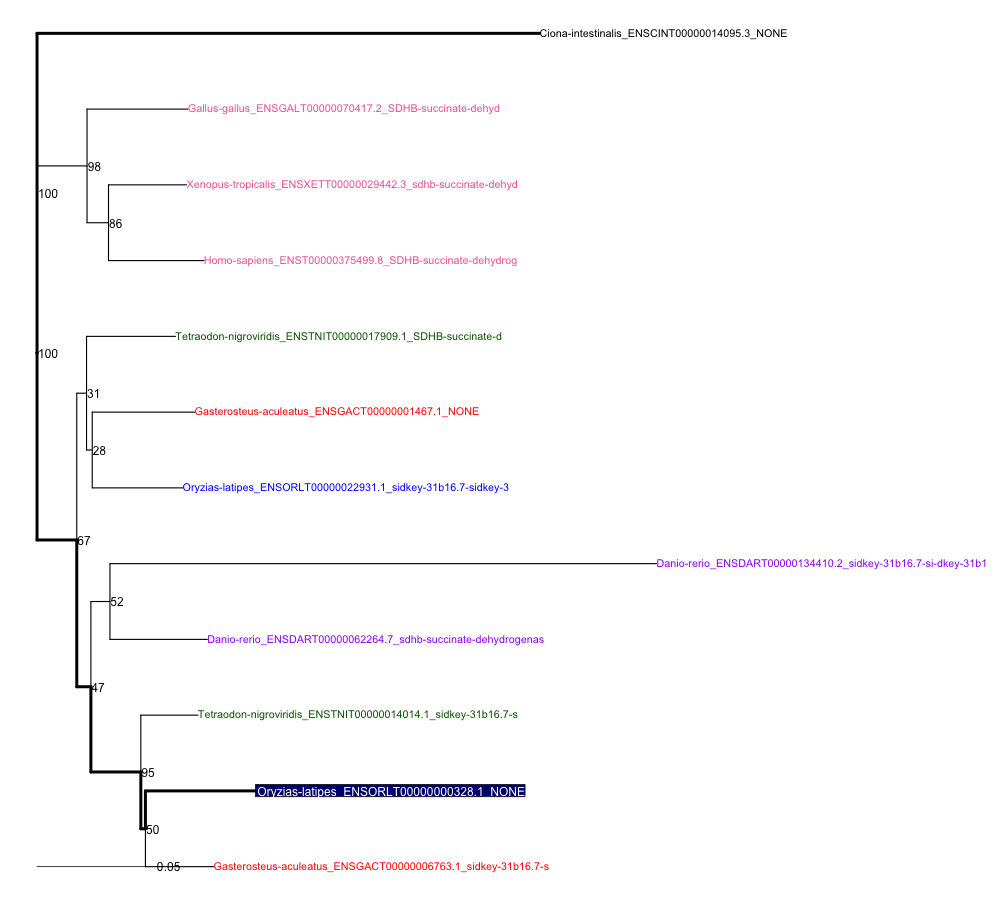 Ciona-intestinalis_ENSCINT00000014095.3_NONE
Gallus-gallus_ENSGALT00000070417.2_SDHB-succinate-dehyd
98
Xenopus-tropicalis_ENSXETT00000029442.3_sdhb-succinate-dehyd
100
86
Homo-sapiens_ENST00000375499.8_SDHB-succinate-dehydrog
Tetraodon-nigroviridis_ENSTNIT00000017909.1_SDHB-succinate-d
100
31
Gasterosteus-aculeatus_ENSGACT00000001467.1_NONE
28
Oryzias-latipes_ENSORLT00000022931.1_sidkey-31b16.7-sidkey-3
67
Danio-rerio_ENSDART00000134410.2_sidkey-31b16.7-si-dkey-31b1
52
Danio-rerio_ENSDART00000062264.7_sdhb-succinate-dehydrogenas
47
Tetraodon-nigroviridis_ENSTNIT00000014014.1_sidkey-31b16.7-s
95
Oryzias-latipes_ENSORLT00000000328.1_NONE
50
0.05
Gasterosteus-aculeatus_ENSGACT00000006763.1_sidkey-31b16.7-s